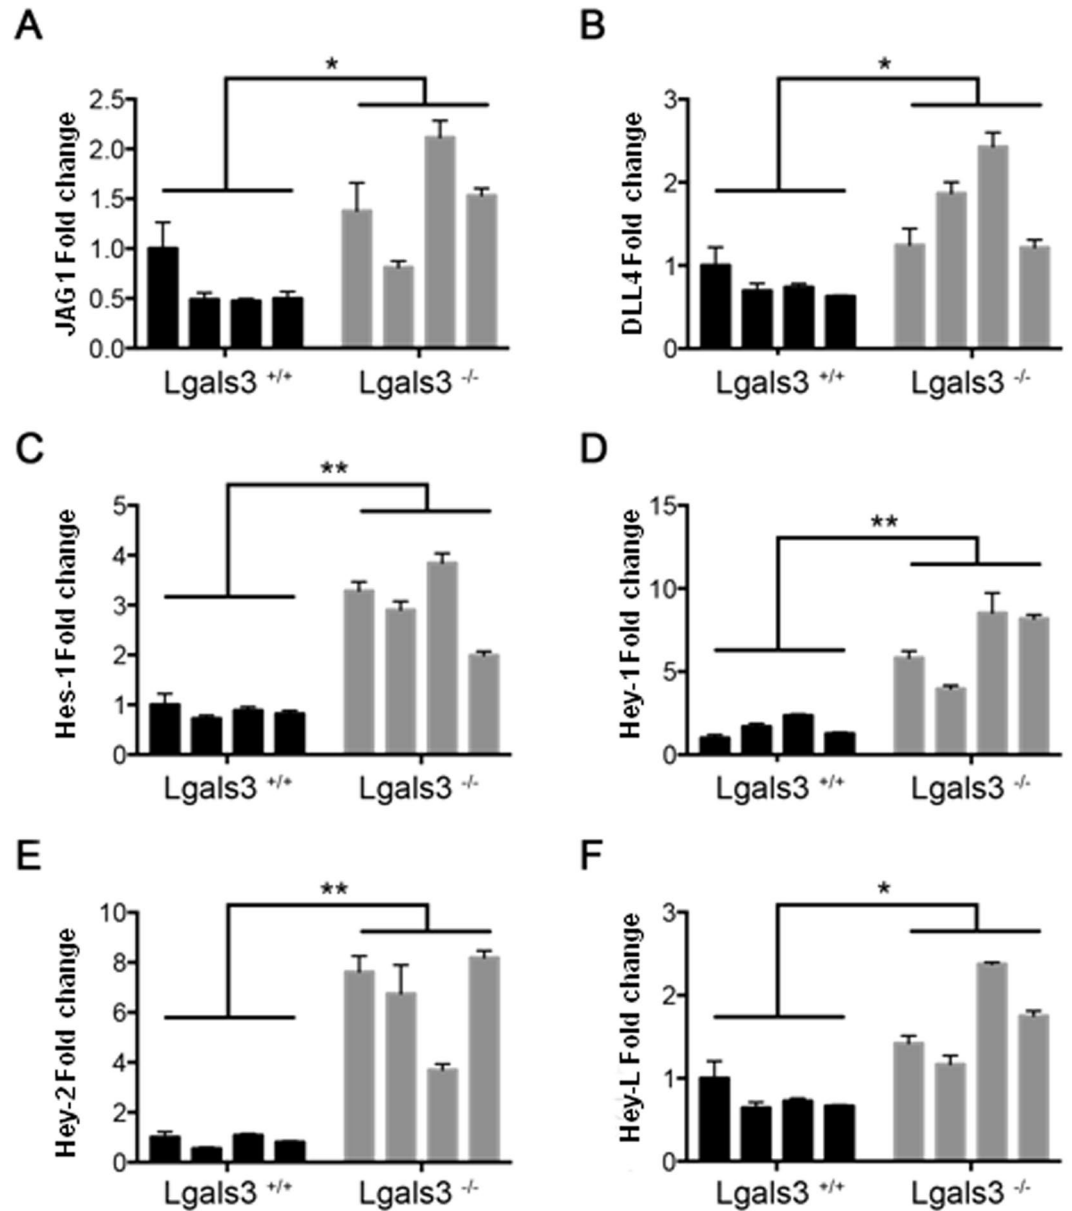 A
*
JAG1 Fold change
2.5
2.0
1.5
1.0
0.5
0.0
Lgals3 +/+
Lgals3 -/-
B
*
DLL4 Fold change
3
2
1
0
Lgals3 +/+
Lgals3 -/-
C
**
Hes-1 Fold change
5
4
3
2
1
0
Lgals3 +/+
Lgals3 -/-
D
**
Hey-1 Fold change
15
10
5
0
Lgals3 +/+
Lgals3 -/-
E
**
Hey-2 Fold change
10
8
6
4
2
0
Lgals3 +/+
Lgals3 -/-
F
*
Hey-L Fold change
3
2
1
0
Lgals3 +/+
Lgals3 -/-